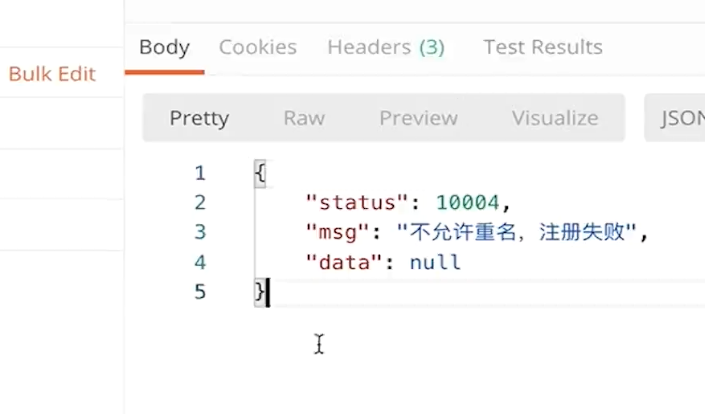 Body Cookies Headers (3) Test Results
Bulk Edit
Pretty Raw Preview Visualize JSON
1 {
2 "status": 10004,
3 "msg": "不允许重名，注册失败",
4 "data": null
5 }